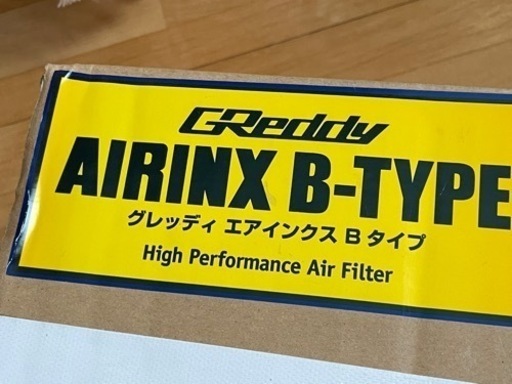 GReddy
AIRINX B-TYPE
グレッディ エアインクス B タイプ
High Performance Air Filter